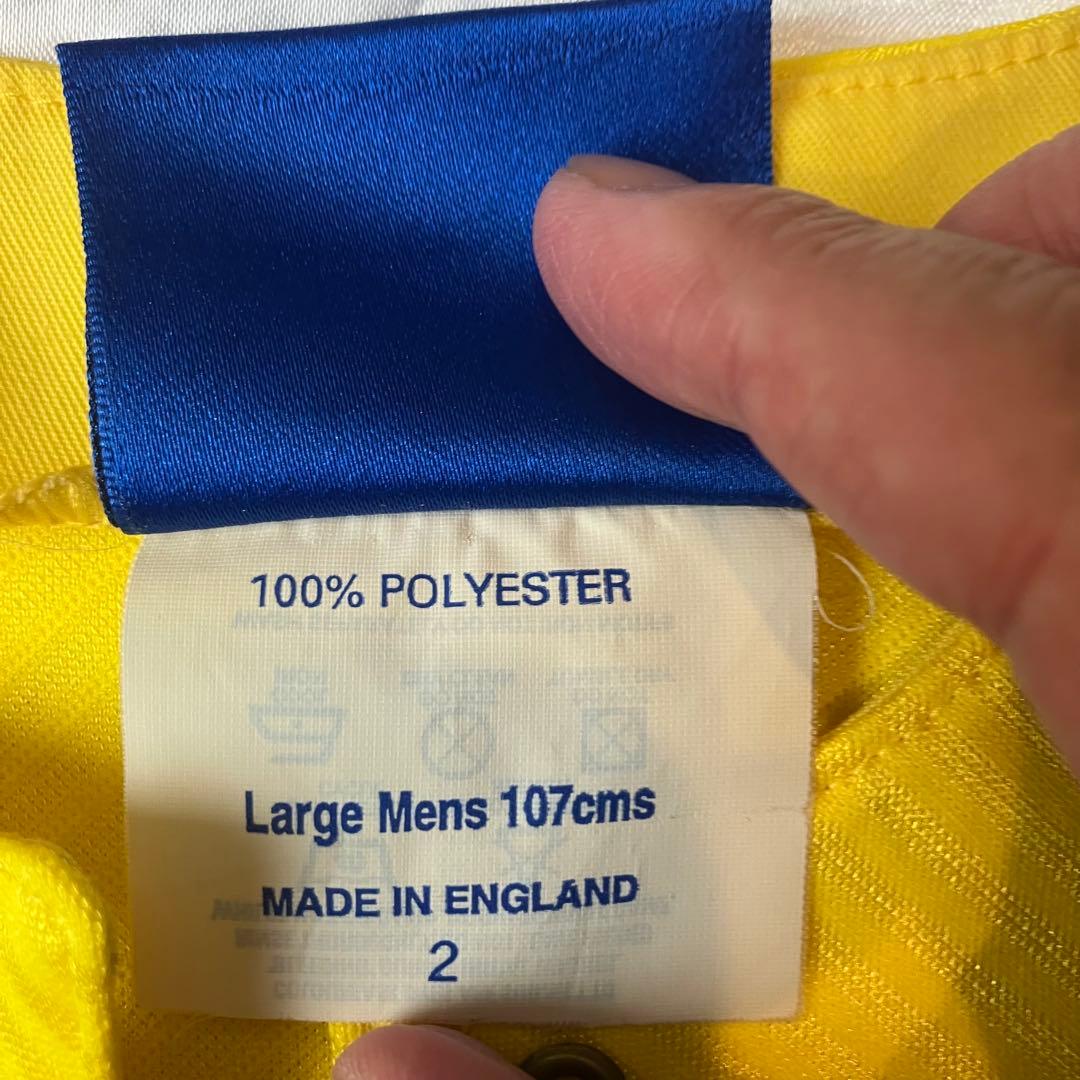 100% POLYESTER
Large Mens 107cms
MADE IN ENGLAND
2